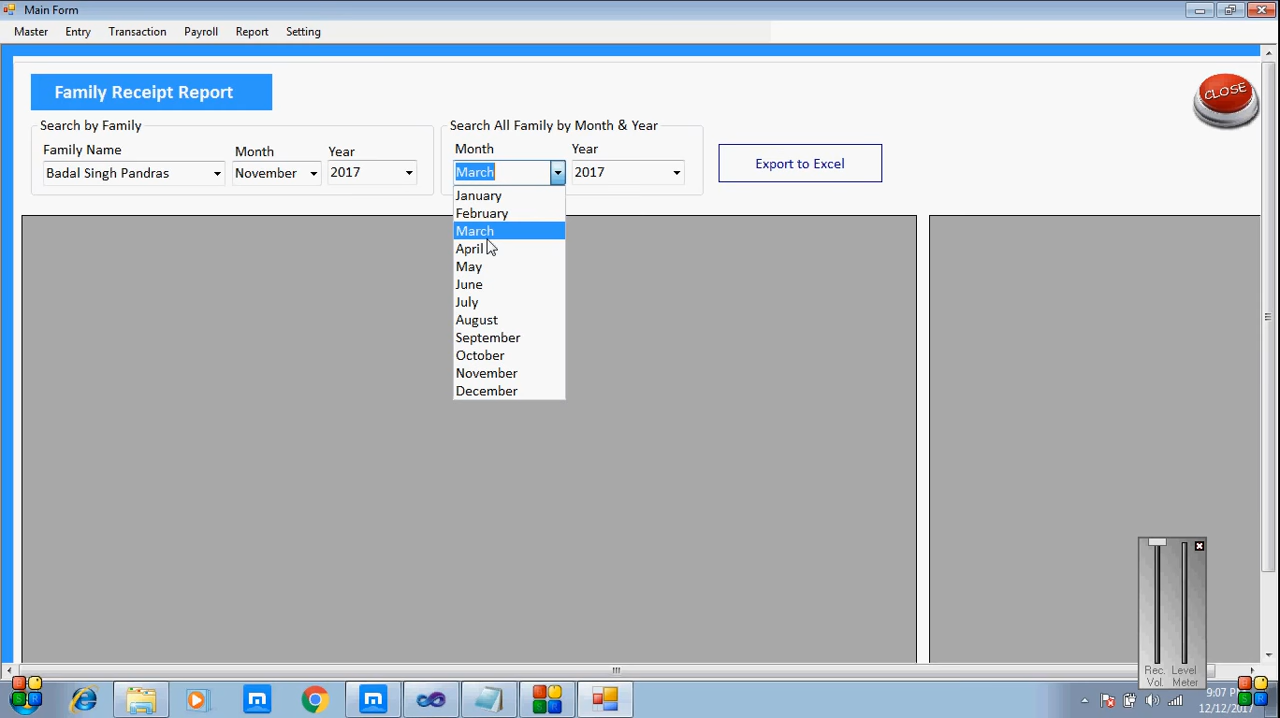 Main Form
Master Entry Transaction Payroll Report Setting
Family Receipt Report
CLOSE
Search by Family
Family Name Month Year
Badal Singh Pandras November 2017
Search All Family by Month & Year
Month Year
March 2017
Export to Excel
January
February
March
April
May
June
July
August
September
October
November
December
Rec. Level
Vol. Meter
9:07 PM
12/12/2017